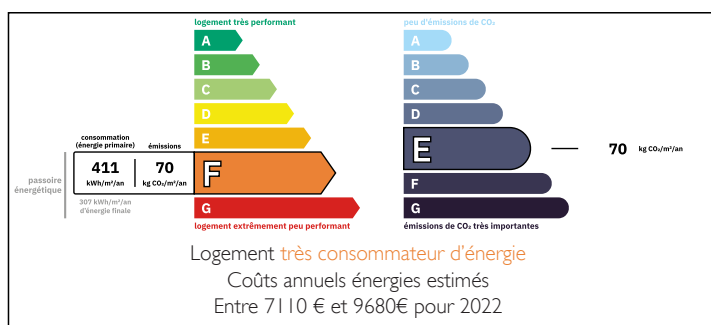 logement très performant
A
B
C
D
E
consommation
(énergie primaire)
émissions
411
kWh/m²/an
70
kg CO₂/m²/an
F
passoire
énergétique
307 kWh/m²/an
d'énergie finale
G
logement extrêmement peu performant
peu d'émissions de CO₂
A
B
C
D
E
70 kg CO₂/m²/an
F
G
émissions de CO₂ très importantes
Logement très consommateur d'énergie
Coûts annuels énergies estimés
Entre 7110 € et 9680€ pour 2022